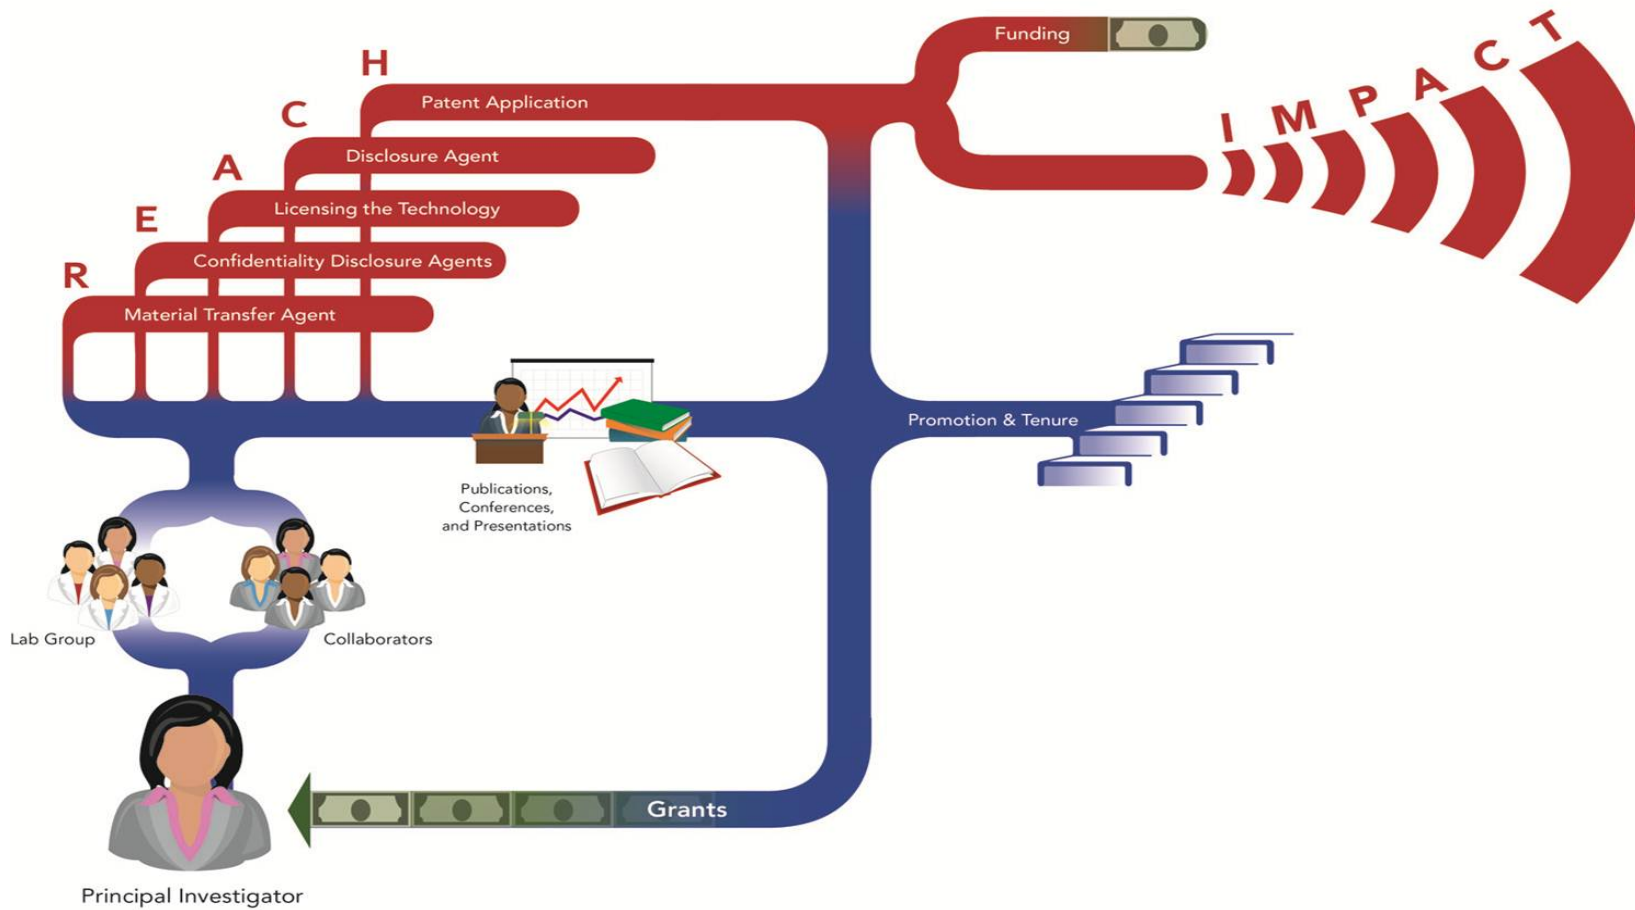 Funding
I M P A C T
H
Patent Application
C
Disclosure Agent
A
Licensing the Technology
E
Confidentiality Disclosure Agents
R
Material Transfer Agent
Promotion & Tenure
Publications,
Conferences,
and Presentations
Lab Group
Collaborators
Grants
Principal Investigator